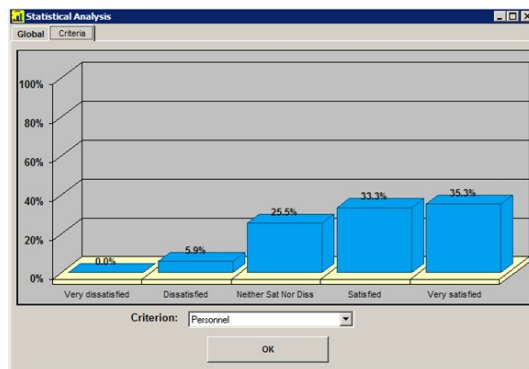 Statistical Analysis
Global Criteria
100%
80%
60%
40%
20%
0%
0.0%
5.9%
25.5%
33.3%
35.3%
Very dissatisfied Dissatisfied Neither Sat Nor Diss Satisfied Very satisfied
Criterion: Personnel
OK